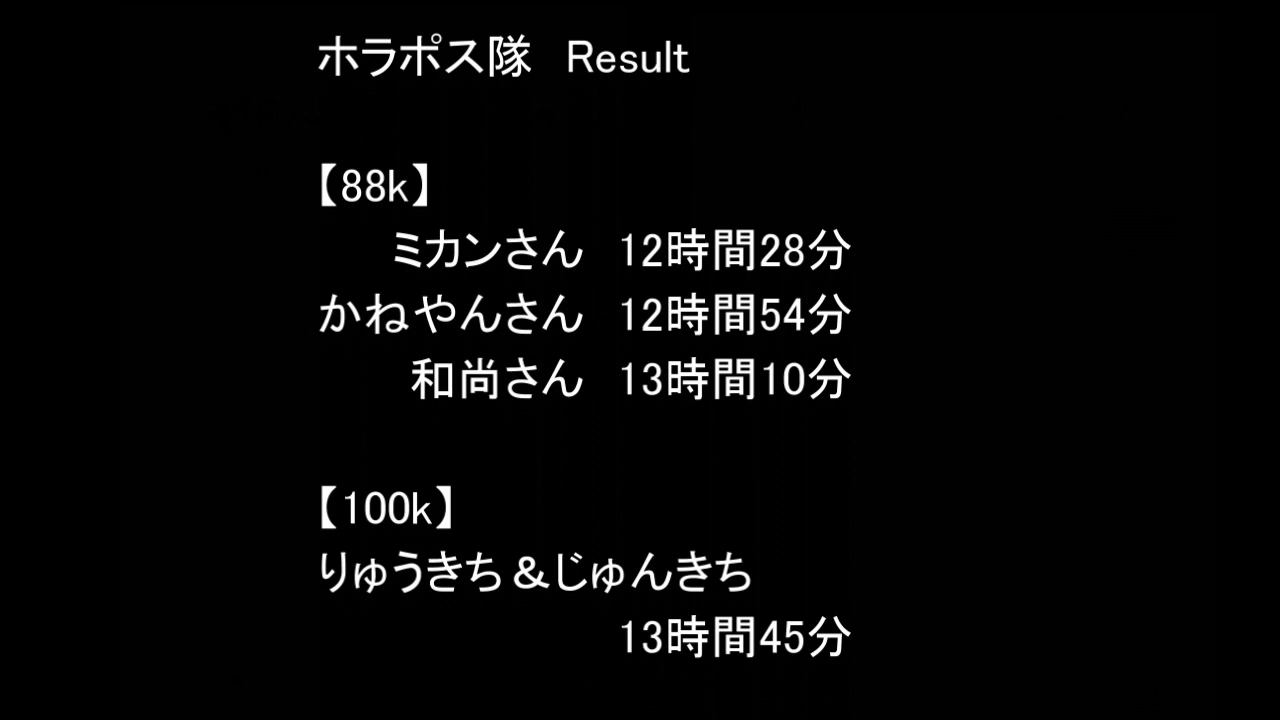 ホラポス隊　Result
【88k】
ミカンさん　12時間28分
かねやんさん　12時間54分
和尚さん　13時間10分
【100k】
りゅうきち＆じゅんきち
13時間45分